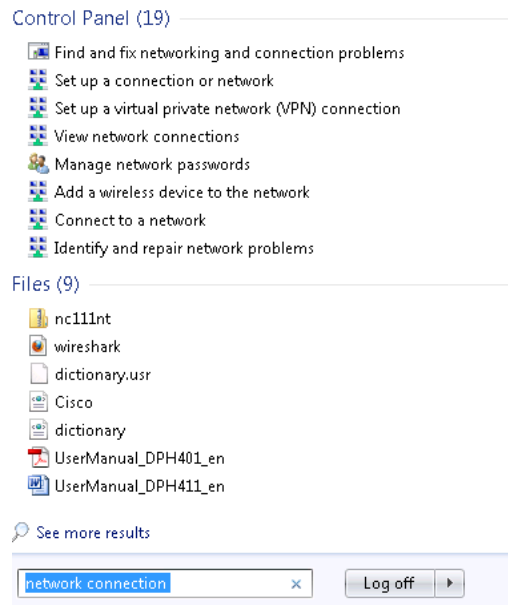 Control Panel (19)
Find and fix networking and connection problems
Set up a connection or network
Set up a virtual private network (VPN) connection
View network connections
Manage network passwords
Add a wireless device to the network
Connect to a network
Identify and repair network problems
Files (9)
nc111nt
wireshark
dictionary.usr
Cisco
dictionary
UserManual_DPH401_en
UserManual_DPH411_en
See more results
network connection
Log off